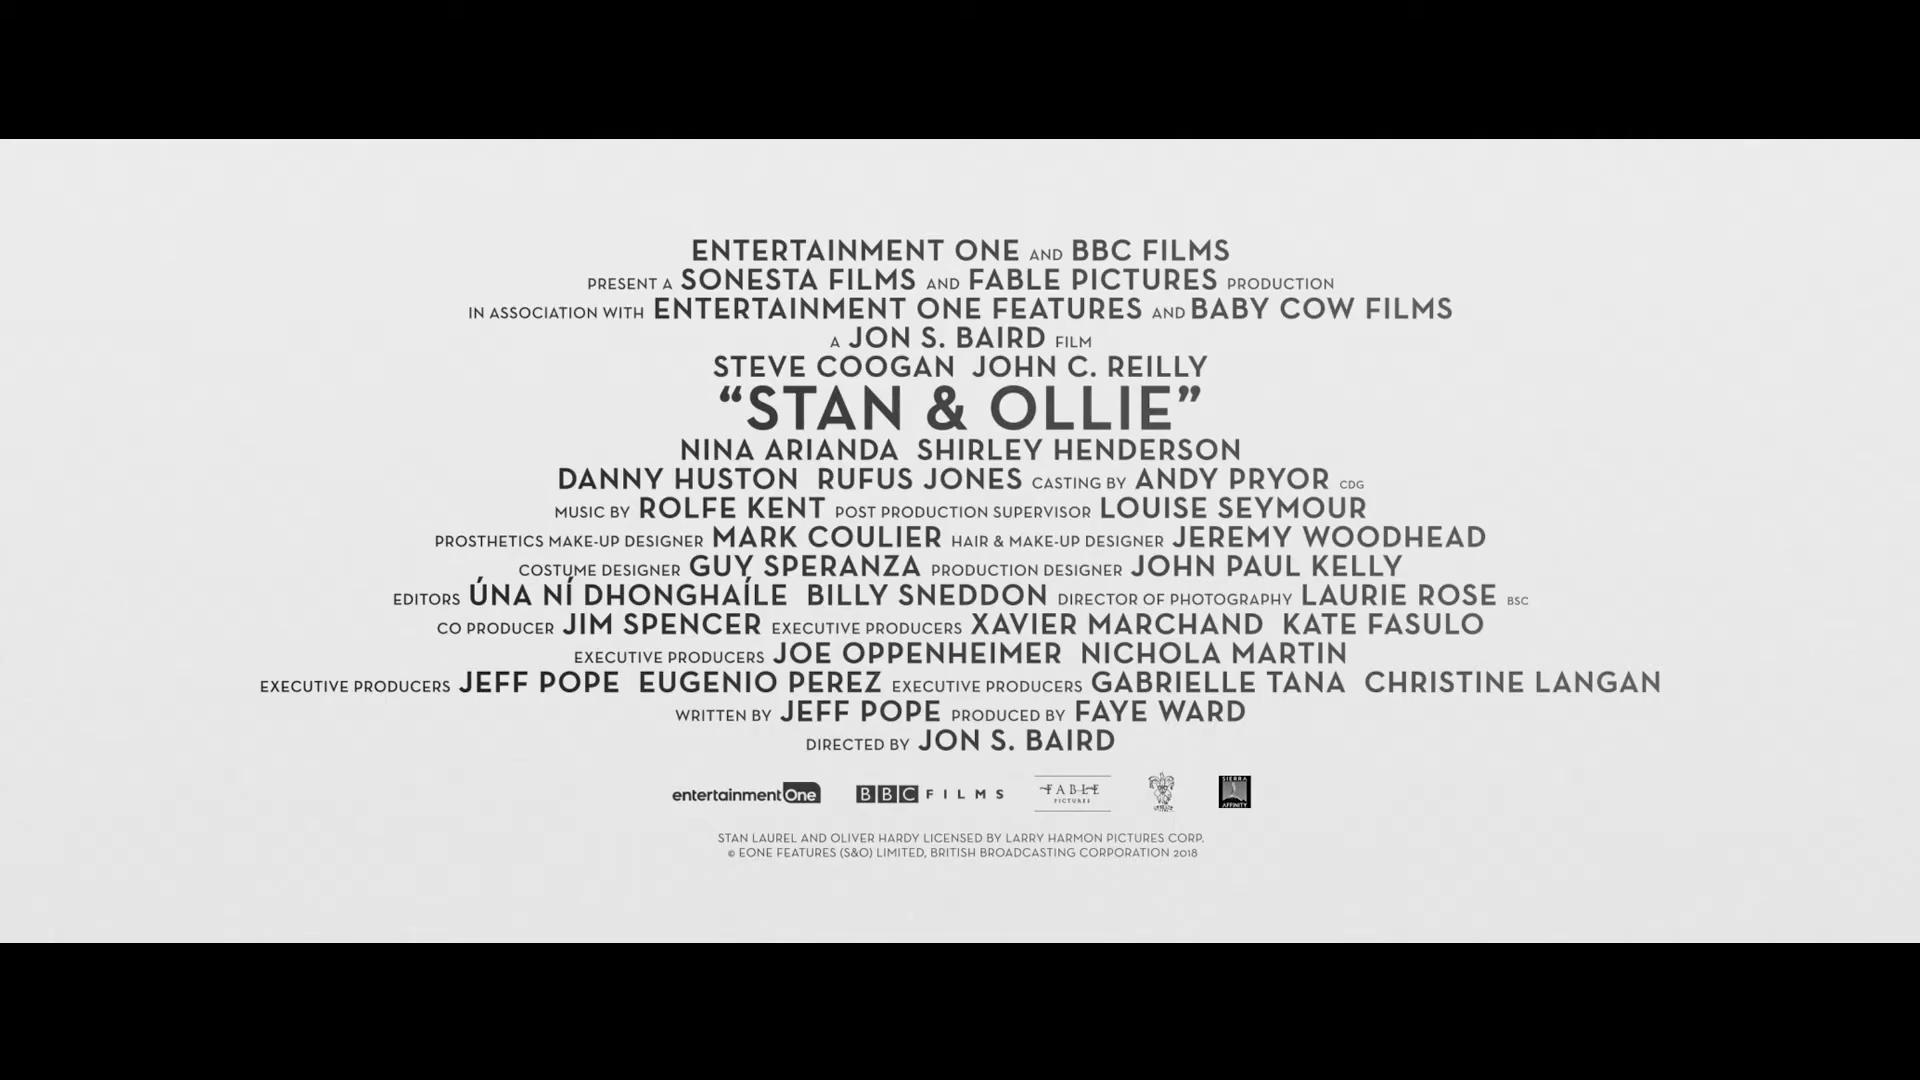 ENTERTAINMENT ONE AND BBC FILMS
PRESENT A SONESTA FILMS AND FABLE PICTURES PRODUCTION
IN ASSOCIATION WITH ENTERTAINMENT ONE FEATURES AND BABY COW FILMS
A JON S. BAIRD FILM
STEVE COOGAN JOHN C. REILLY
“STAN & OLLIE”
NINA ARIANDA SHIRLEY HENDERSON
DANNY HUSTON RUFUS JONES CASTING BY ANDY PRYOR CDG
MUSIC BY ROLFE KENT POST PRODUCTION SUPERVISOR LOUISE SEYMOUR
PROSTHETICS MAKE-UP DESIGNER MARK COULIER HAIR & MAKE-UP DESIGNER JEREMY WOODHEAD
COSTUME DESIGNER GUY SPERANZA PRODUCTION DESIGNER JOHN PAUL KELLY
EDITORS ÚNA NÍ DHONGHAÍLE BILLY SNEDDON DIRECTOR OF PHOTOGRAPHY LAURIE ROSE BSC
CO PRODUCER JIM SPENCER EXECUTIVE PRODUCERS XAVIER MARCHAND KATE FASULO
EXECUTIVE PRODUCERS JOE OPPENHEIMER NICHOLA MARTIN
EXECUTIVE PRODUCERS JEFF POPE EUGENIO PEREZ EXECUTIVE PRODUCERS GABRIELLE TANA CHRISTINE LANGAN
WRITTEN BY JEFF POPE PRODUCED BY FAYE WARD
DIRECTED BY JON S. BAIRD
entertainmentOne BBC FILMS FABLE PICTURES SIERRA AFFINITY
STAN LAUREL AND OLIVER HARDY LICENSED BY LARRY HARMON PICTURES CORP.
© EONE FEATURES (S&O) LIMITED, BRITISH BROADCASTING CORPORATION 2018